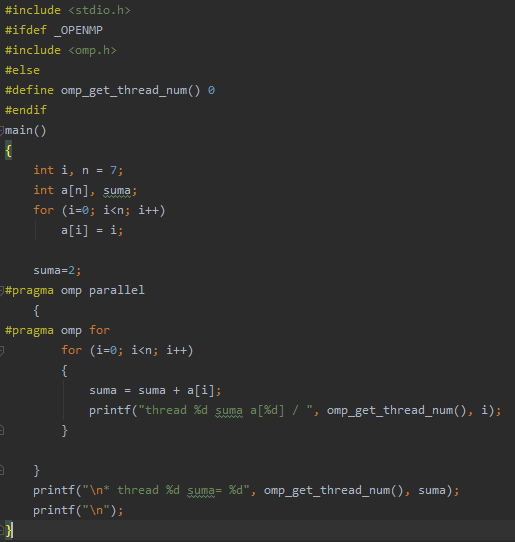 #include <stdio.h>
#ifdef _OPENMP
#include <omp.h>
#else
#define omp_get_thread_num() 0
#endif
main()
{
    int i, n = 7;
    int a[n], suma;
    for (i=0; i<n; i++)
        a[i] = i;

    suma=2;
#pragma omp parallel
    {
#pragma omp for
        for (i=0; i<n; i++)
        {
            suma = suma + a[i];
            printf("thread %d suma a[%d] / ", omp_get_thread_num(), i);
        }

    }
    printf("\n* thread %d suma= %d", omp_get_thread_num(), suma);
    printf("\n");
}